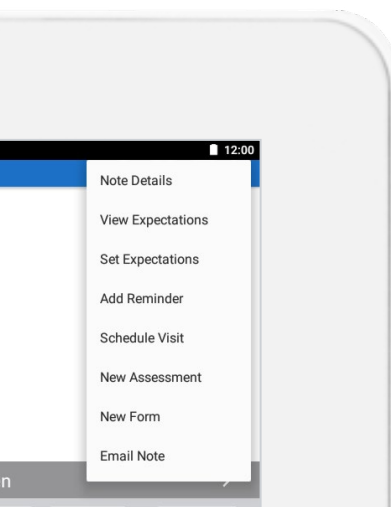 12:00
Note Details
View Expectations
Set Expectations
Add Reminder
Schedule Visit
New Assessment
New Form
Email Note
n